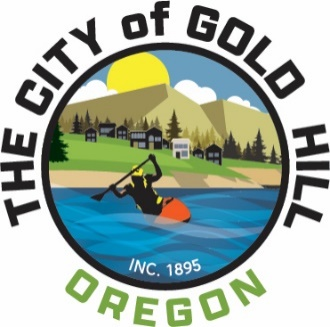 THE CITY of GOLD HILL
INC. 1895
OREGON